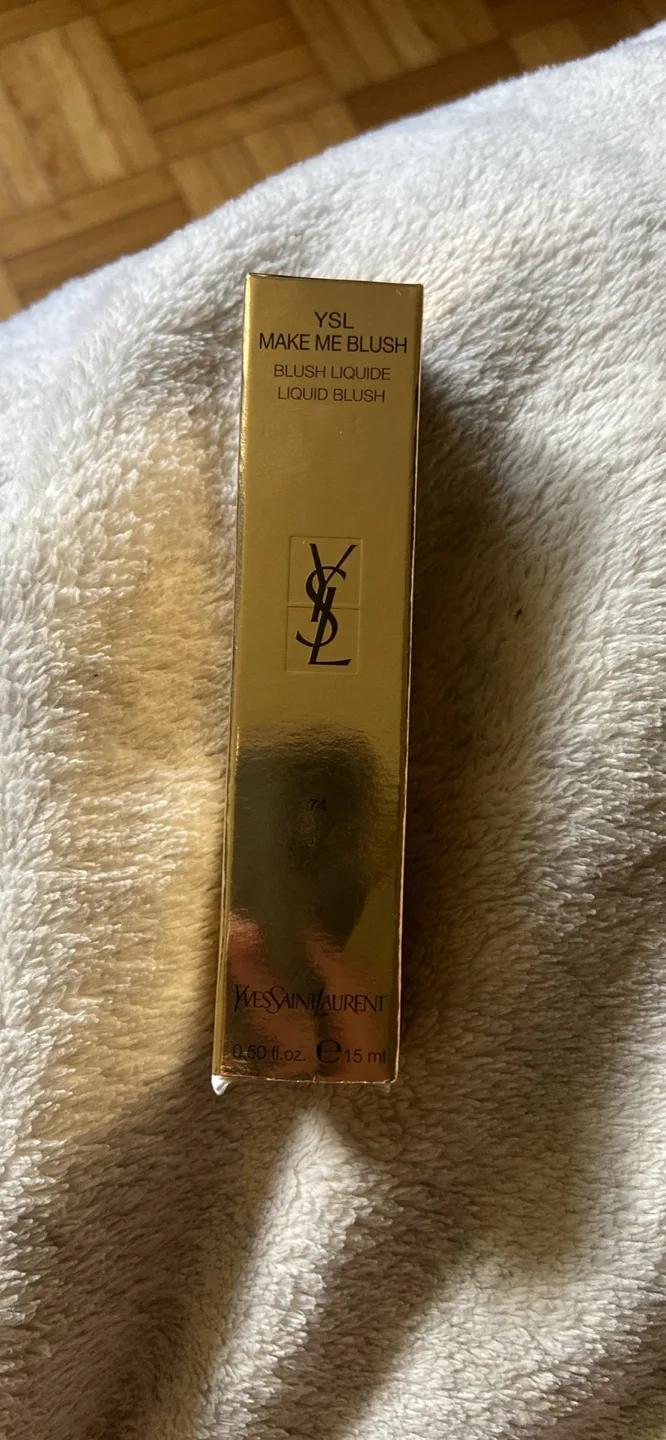 YSL
MAKE ME BLUSH
BLUSH LIQUIDE
LIQUID BLUSH
YSL
74
YVESSAINTLAURENT
0.50 fl.oz. ℮ 15 ml